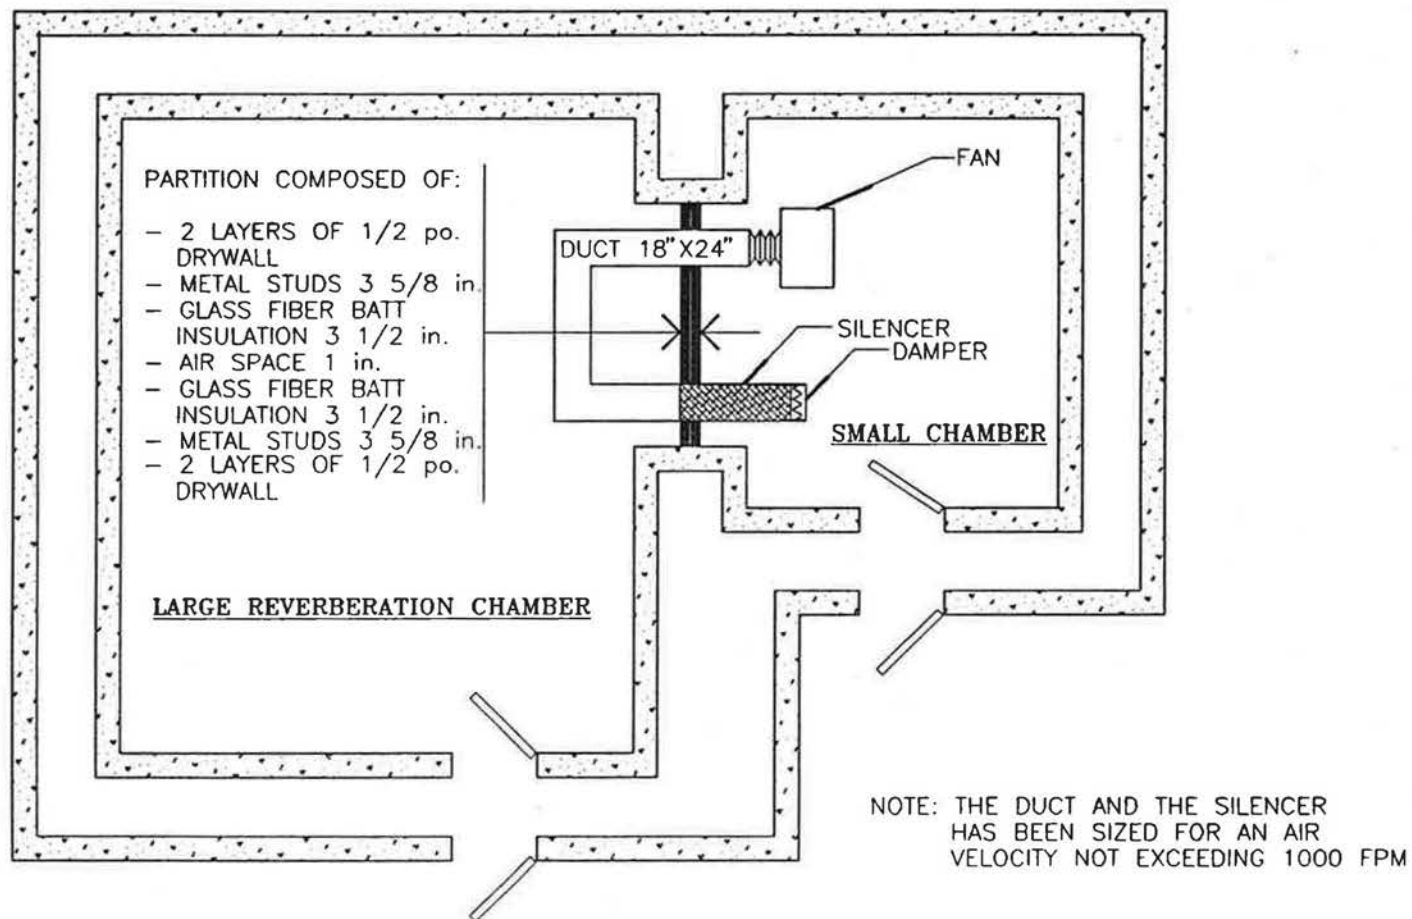 PARTITION COMPOSED OF:
- 2 LAYERS OF 1/2 po.
DRYWALL
- METAL STUDS 3 5/8 in.
- GLASS FIBER BATT
INSULATION 3 1/2 in.
- AIR SPACE 1 in.
- GLASS FIBER BATT
INSULATION 3 1/2 in.
- METAL STUDS 3 5/8 in.
- 2 LAYERS OF 1/2 po.
DRYWALL
FAN
DUCT 18"X24"
SILENCER
DAMPER
SMALL CHAMBER
LARGE REVERBERATION CHAMBER
NOTE: THE DUCT AND THE SILENCER
HAS BEEN SIZED FOR AN AIR
VELOCITY NOT EXCEEDING 1000 FPM